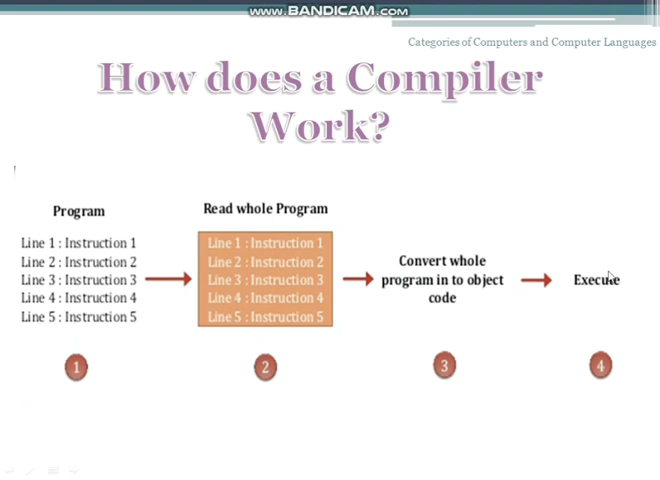 www.BANDICAM.com
Categories of Computers and Computer Languages
How does a Compiler
Work?
Program
Line 1 : Instruction 1
Line 2 : Instruction 2
Line 3 : Instruction 3
Line 4 : Instruction 4
Line 5 : Instruction 5
1
Read whole Program
Line 1 : Instruction 1
Line 2 : Instruction 2
Line 3 : Instruction 3
Line 4 : Instruction 4
Line 5 : Instruction 5
2
Convert whole
program in to object
code
3
Execute
4